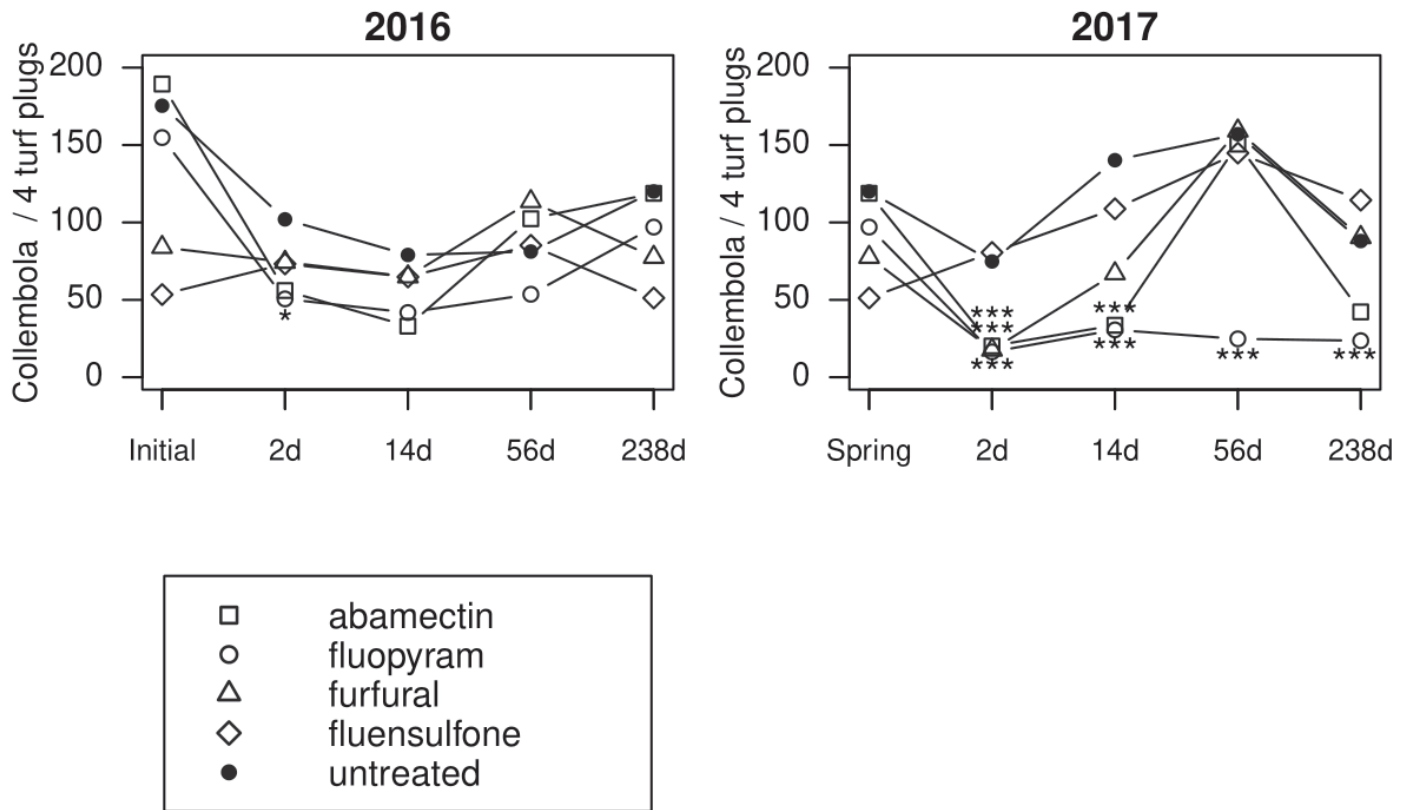 2016
Collembola / 4 turf plugs
200
150
100
50
0
*
Initial 2d 14d 56d 238d
2017
Collembola / 4 turf plugs
200
150
100
50
0
*** ***
***
*** *** *** ***
Spring 2d 14d 56d 238d
abamectin
fluopyram
furfural
fluensulfone
untreated